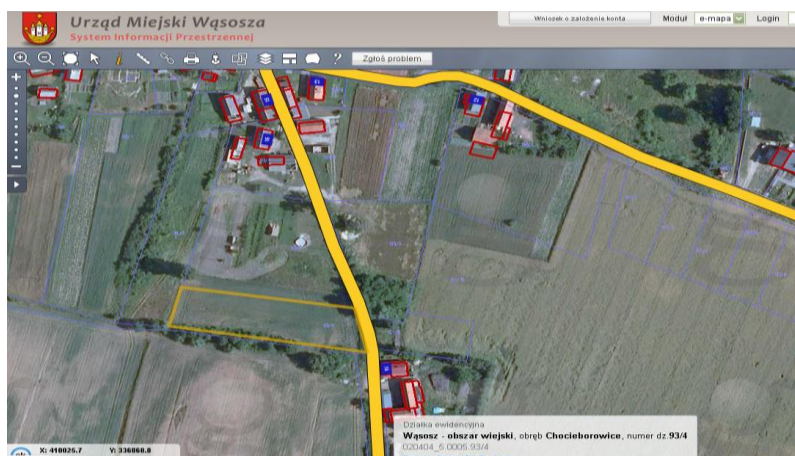 Urząd Miejski Wąsosza
System Informacji Przestrzennej
Wniosek o założenie konta
Moduł e-mapa Login
Zgłoś problem
Działka ewidencyjna
Wąsosz - obszar wiejski, obręb Chocieborowice, numer dz. 93/4
020404_5.0005.93/4
X: 410025.7 Y: 336060.8